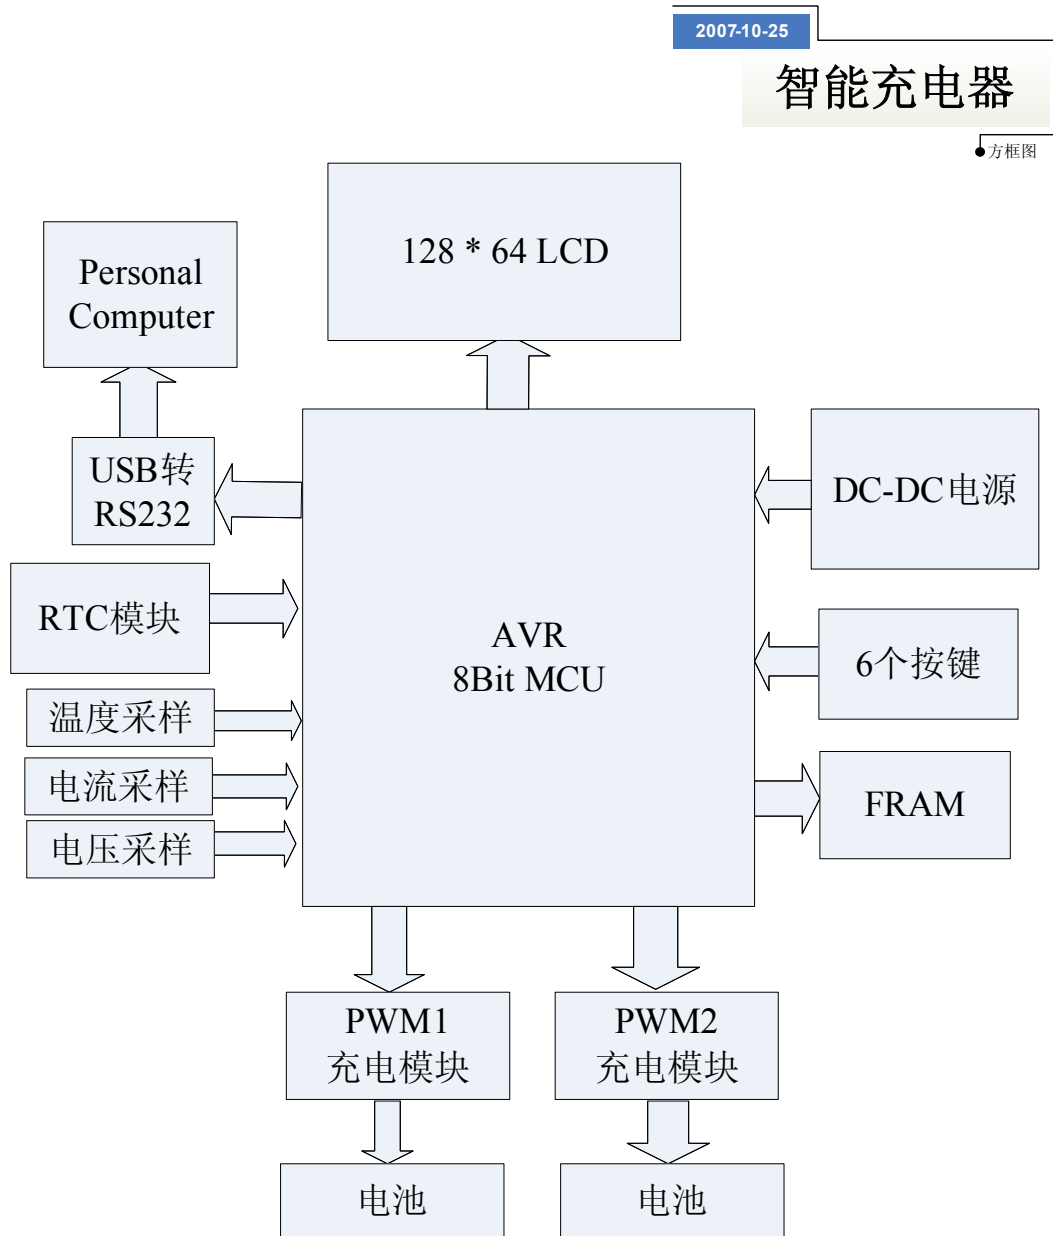 2007-10-25
智能充电器
方框图
128 * 64 LCD
Personal
Computer
USB转
RS232
DC-DC电源
RTC模块
AVR
8Bit MCU
6个按键
温度采样
电流采样
电压采样
FRAM
PWM1
充电模块
PWM2
充电模块
电池
电池